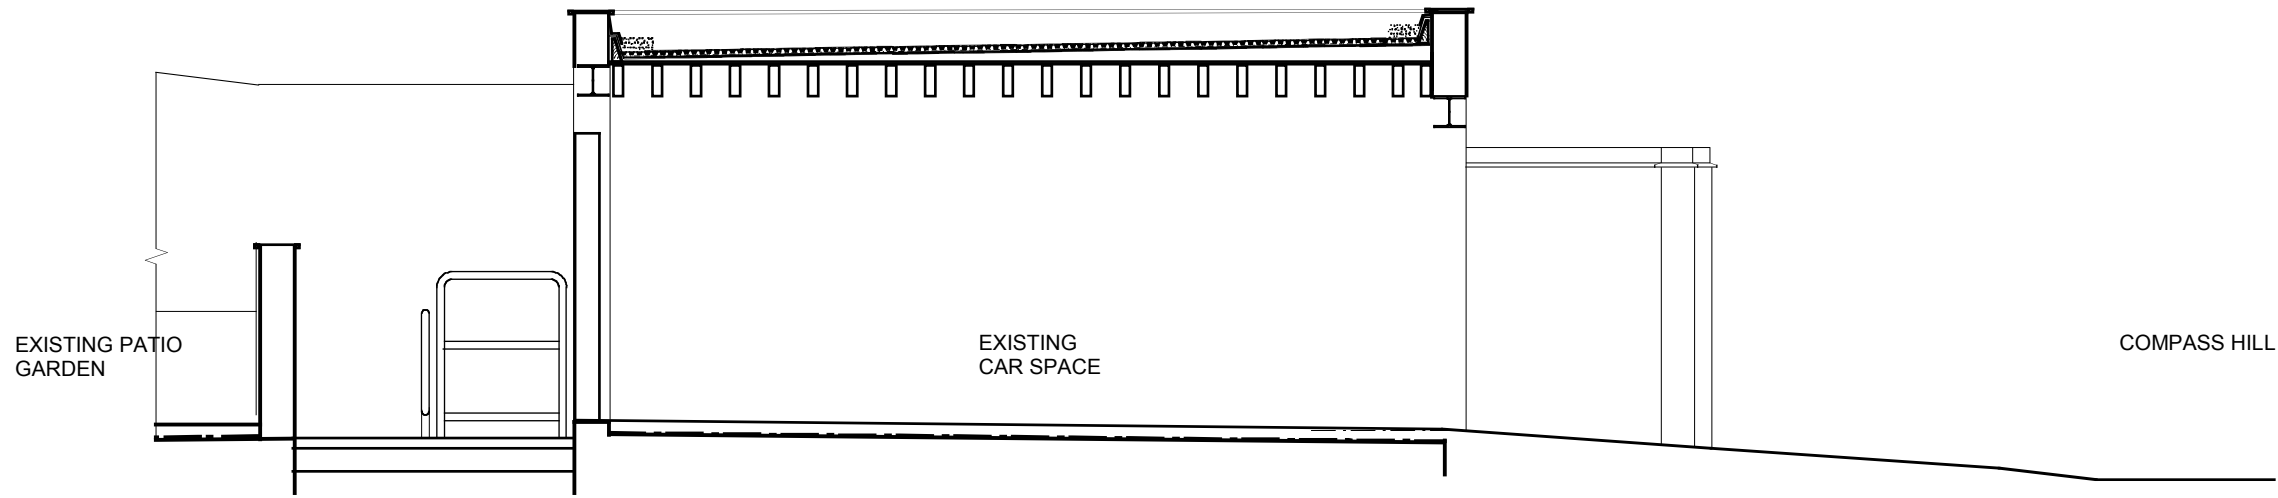 EXISTING PATIO
GARDEN
EXISTING
CAR SPACE
COMPASS HILL